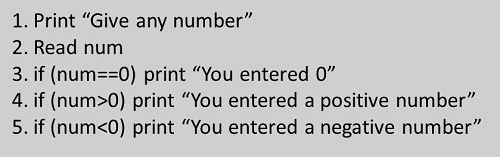 1. Print “Give any number”
2. Read num
3. if (num==0) print “You entered 0”
4. if (num>0) print “You entered a positive number”
5. if (num<0) print “You entered a negative number”